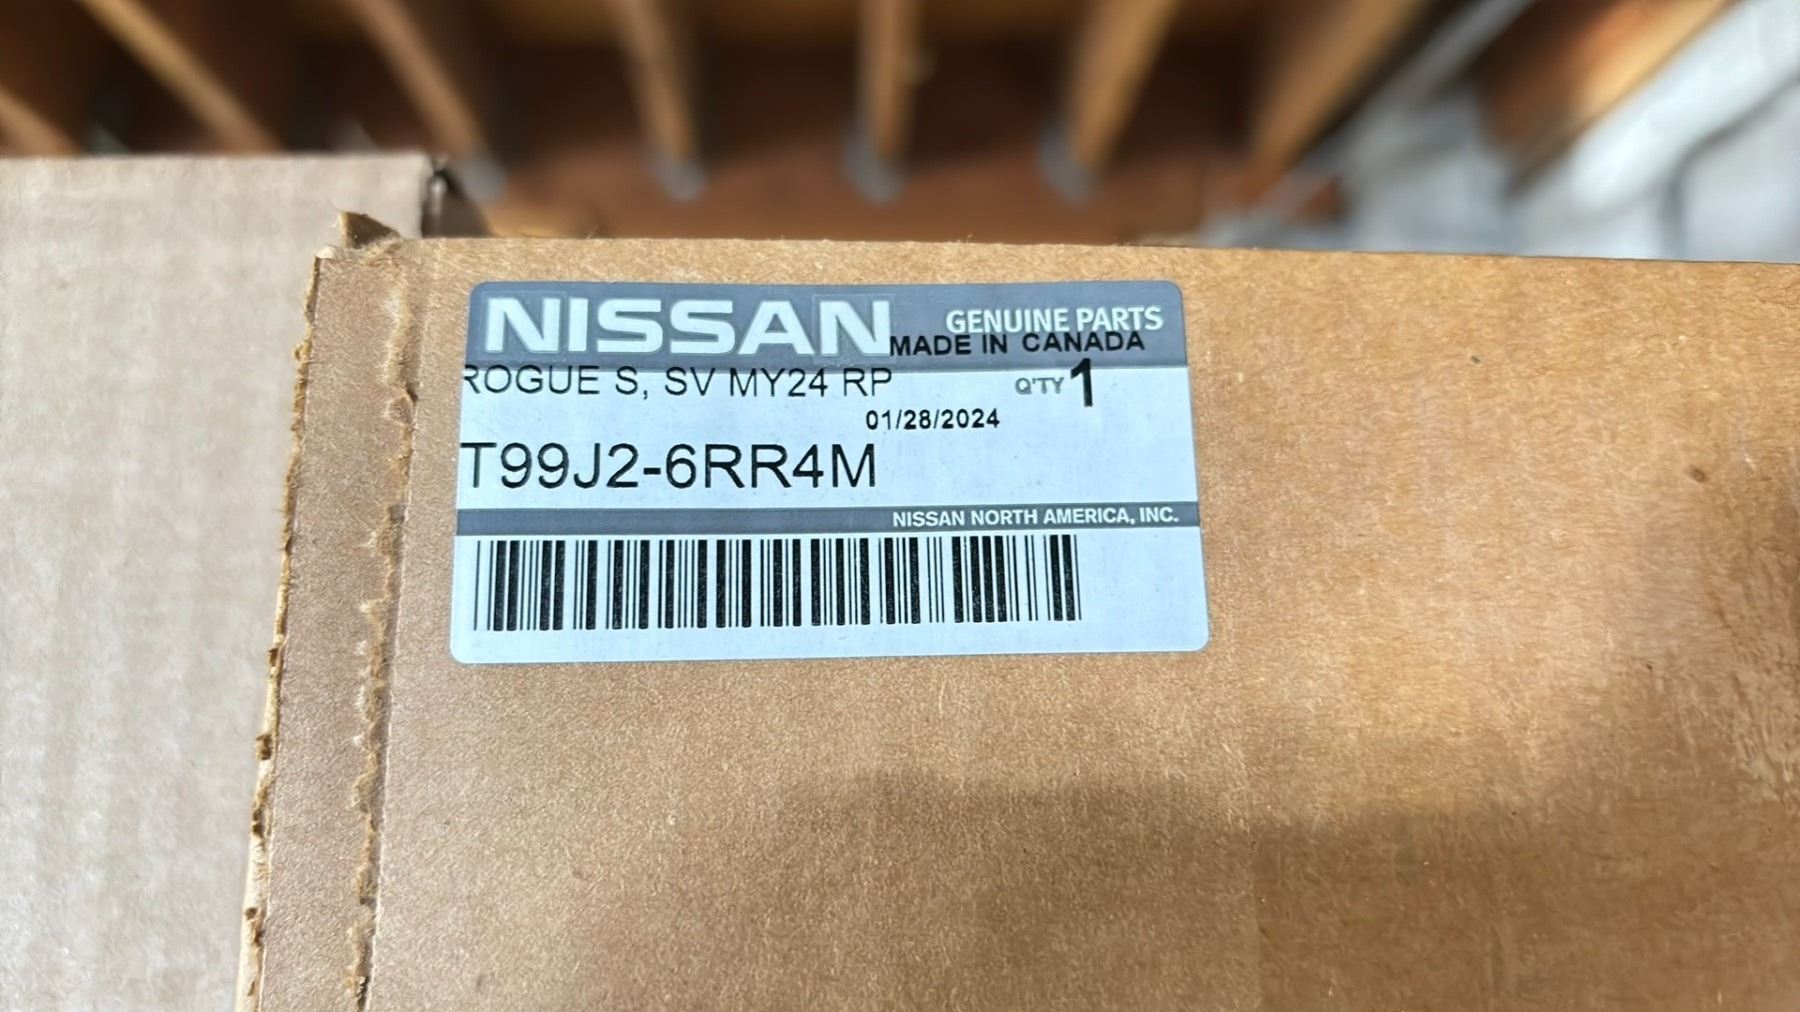 NISSAN GENUINE PARTS
MADE IN CANADA
ROGUE S, SV MY24 RP Q'TY 1
01/28/2024
T99J2-6RR4M
NISSAN NORTH AMERICA, INC.